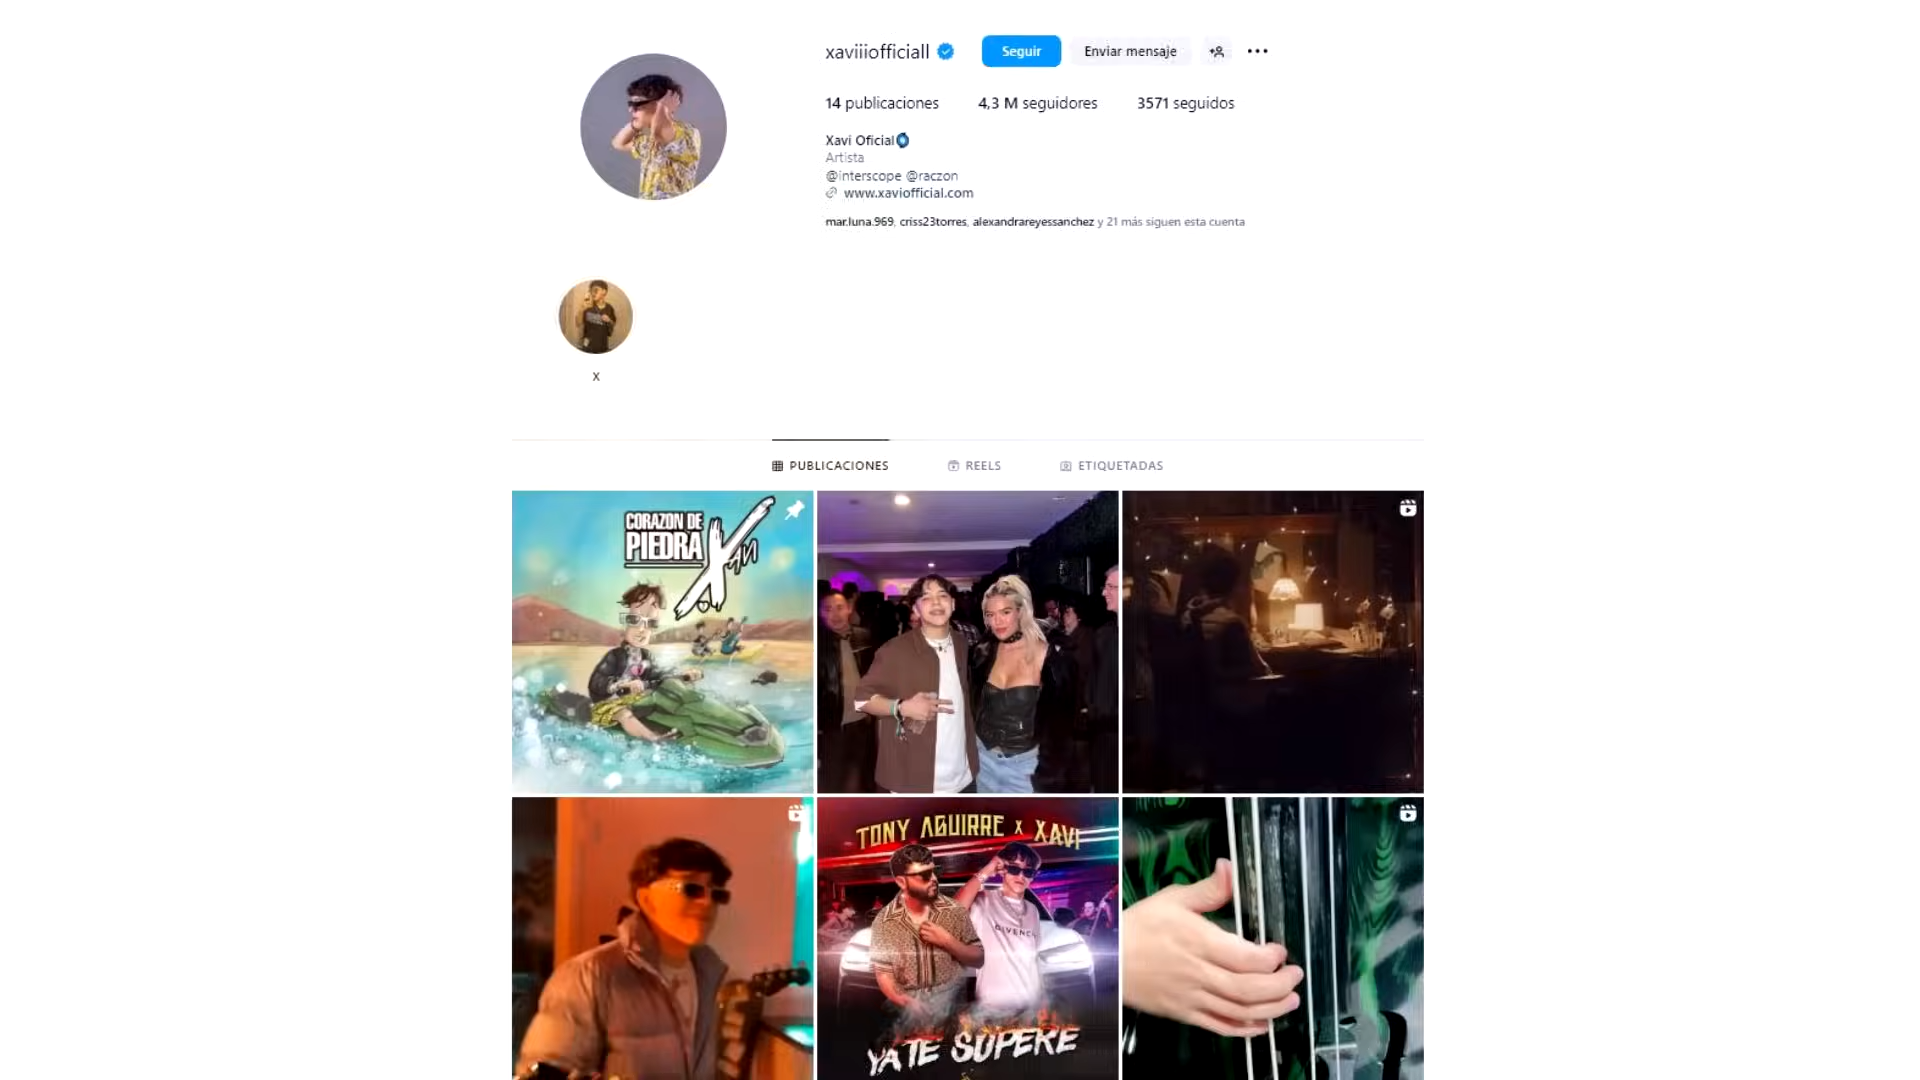 xaviiiofficiall
Seguir
Enviar mensaje
14 publicaciones
4,3 M seguidores
3571 seguidos
Xavi Oficial
Artista
@interscope @raczon
www.xaviofficial.com
mar.luna.969, criss23torres, alexandrareyessanchez y 21 más siguen esta cuenta
X
PUBLICACIONES
REELS
ETIQUETADAS
CORAZON DE
PIEDRA
XAVI
TONY AGUIRRE X XAVI
GIVENCH
YA TE SUPERE